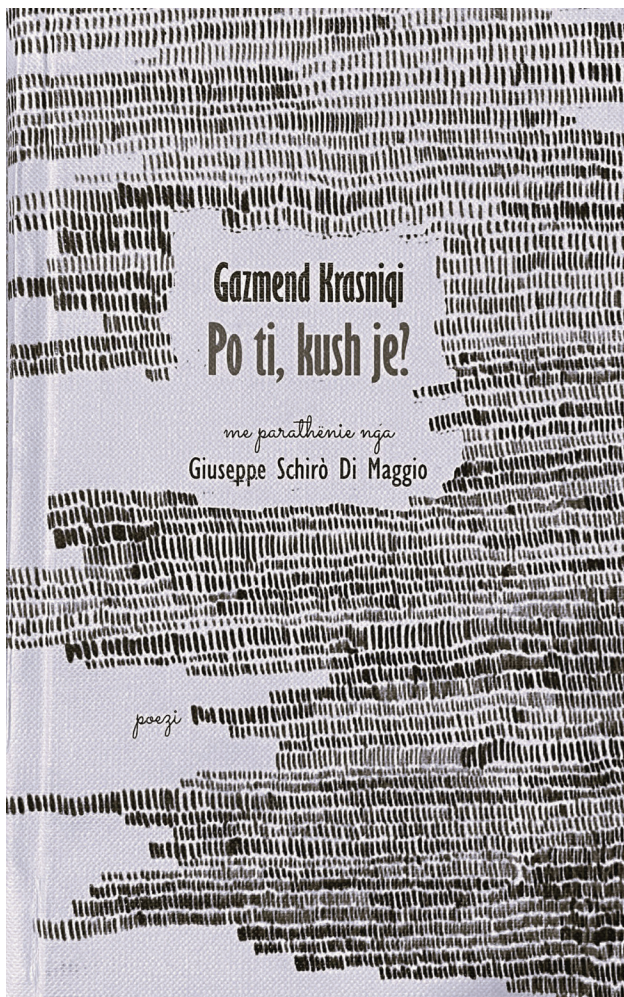 Gazmend Krasniqi
Po ti, kush je?
me parathënie nga
Giuseppe Schirò Di Maggio
poezi